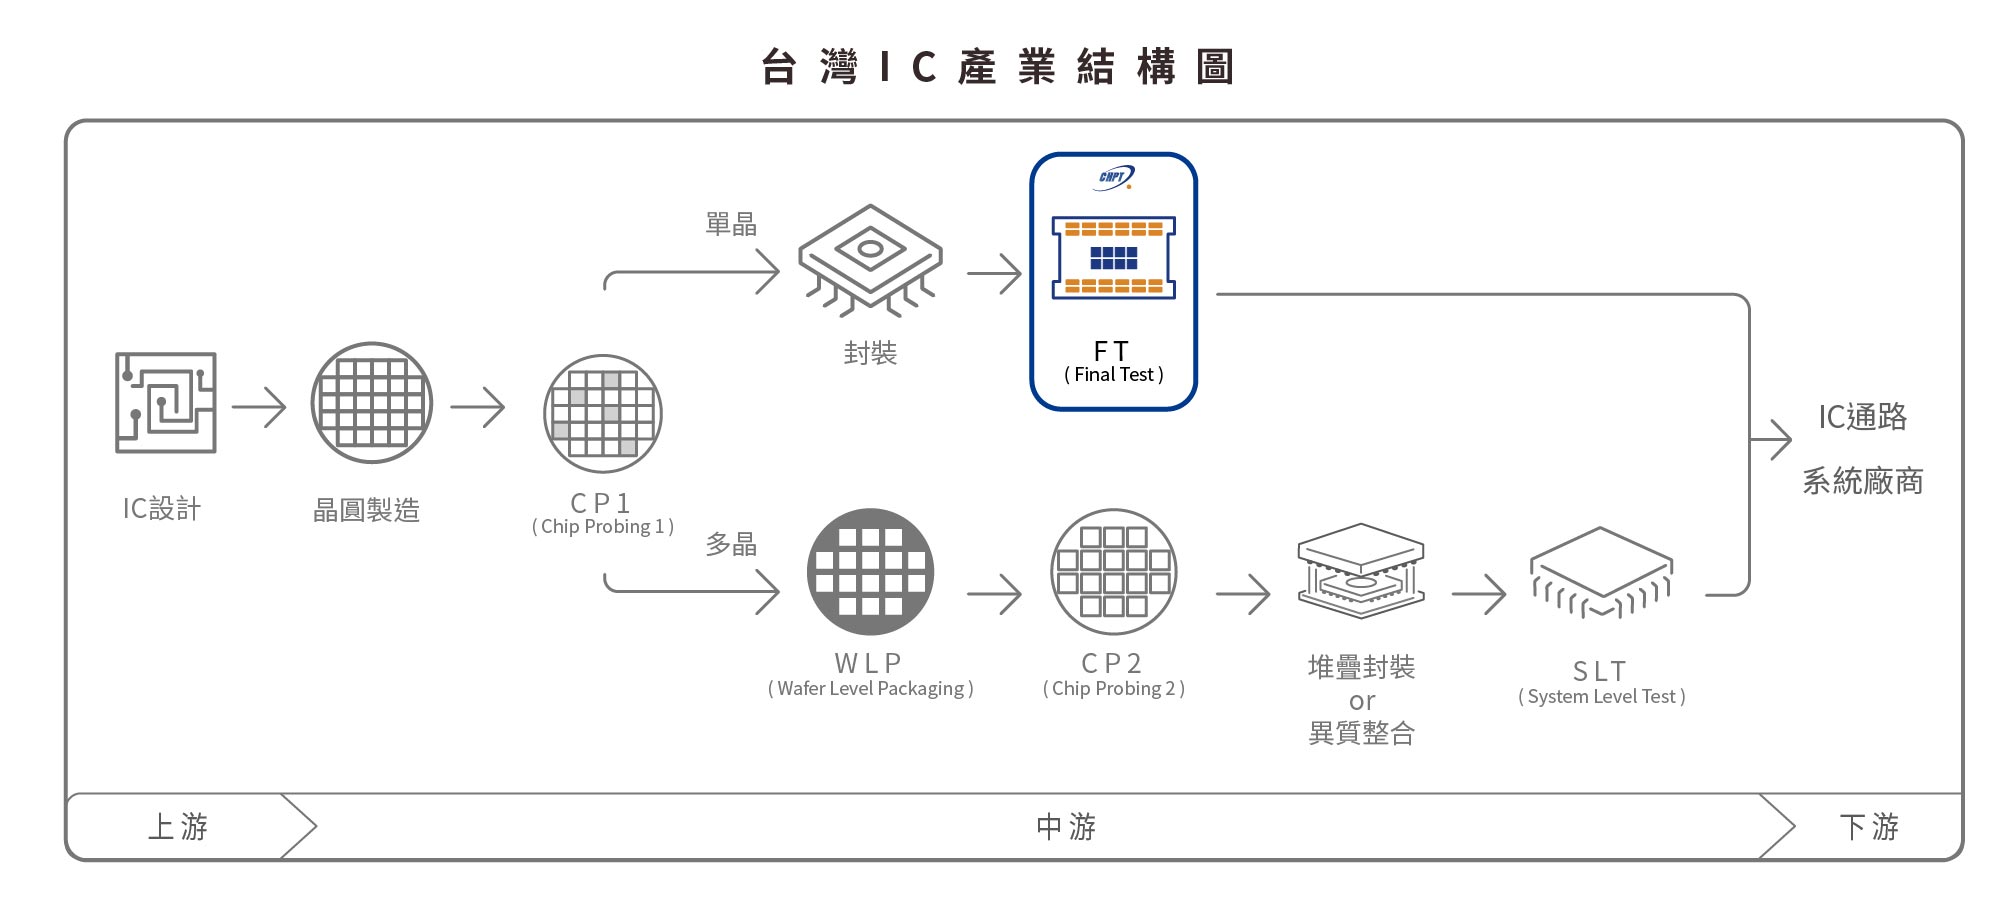 台灣IC產業結構圖
單晶
封裝
CHPT
FT
( Final Test )
IC設計
晶圓製造
CP1
( Chip Probing 1 )
多晶
WLP
( Wafer Level Packaging )
CP2
( Chip Probing 2 )
堆疊封裝
or
異質整合
SLT
( System Level Test )
IC通路
系統廠商
上游
中游
下游